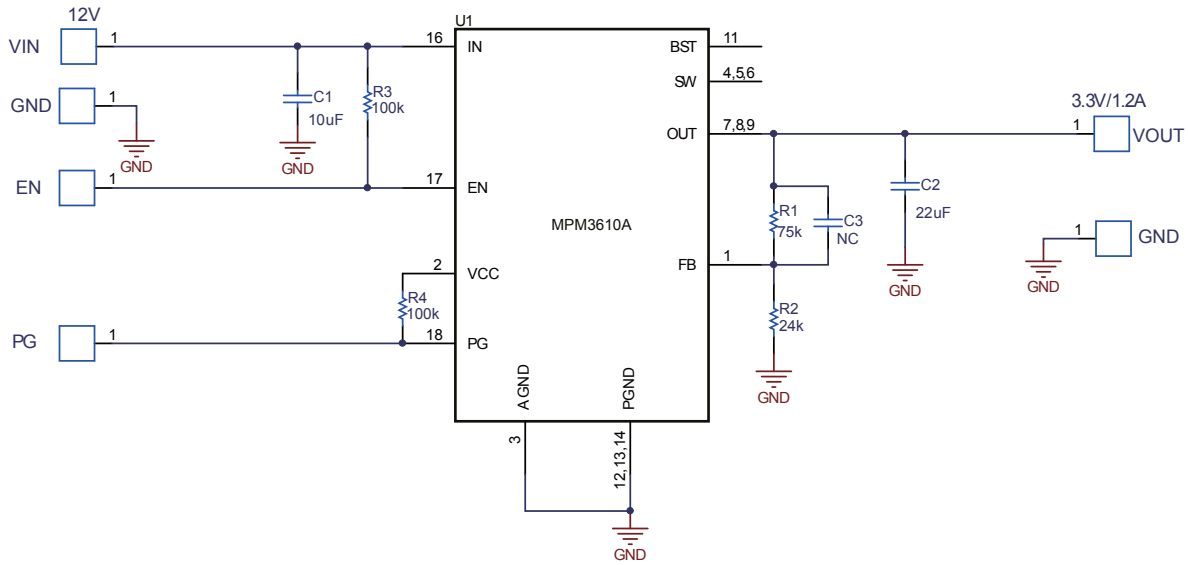 12V
VIN
1
16
IN
U1
BST
11
SW
4,5,6
C1
10uF
GND
R3
100k
GND
1
GND
OUT
7,8,9
3.3V/1.2A
1
VOUT
EN
1
17
EN
MPM3610A
R1
75k
C3
NC
C2
22uF
GND
1
GND
GND
2
VCC
FB
1
R4
100k
R2
24k
GND
PG
1
18
PG
AGND
PGND
3
12,13,14
GND